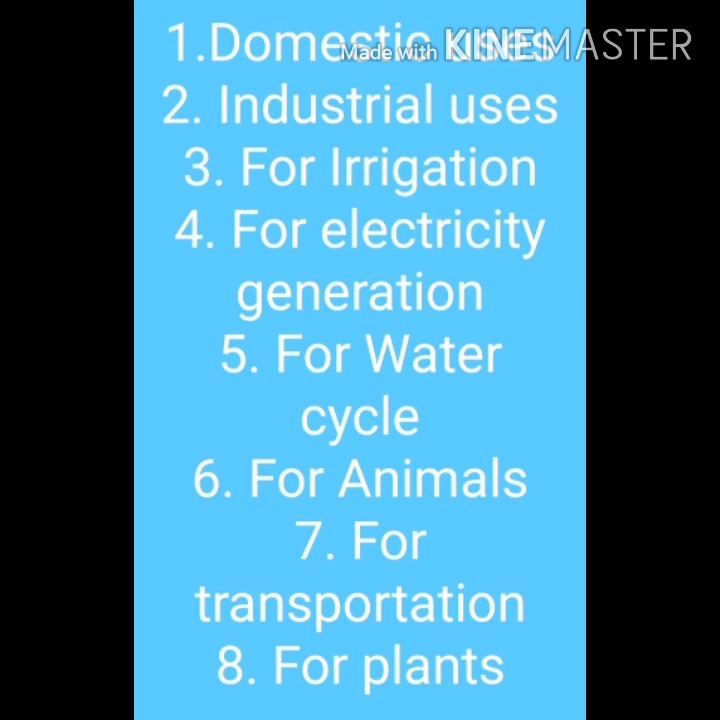 1.Domestic uses
Made with KINEMASTER
2. Industrial uses
3. For Irrigation
4. For electricity
generation
5. For Water
cycle
6. For Animals
7. For
transportation
8. For plants